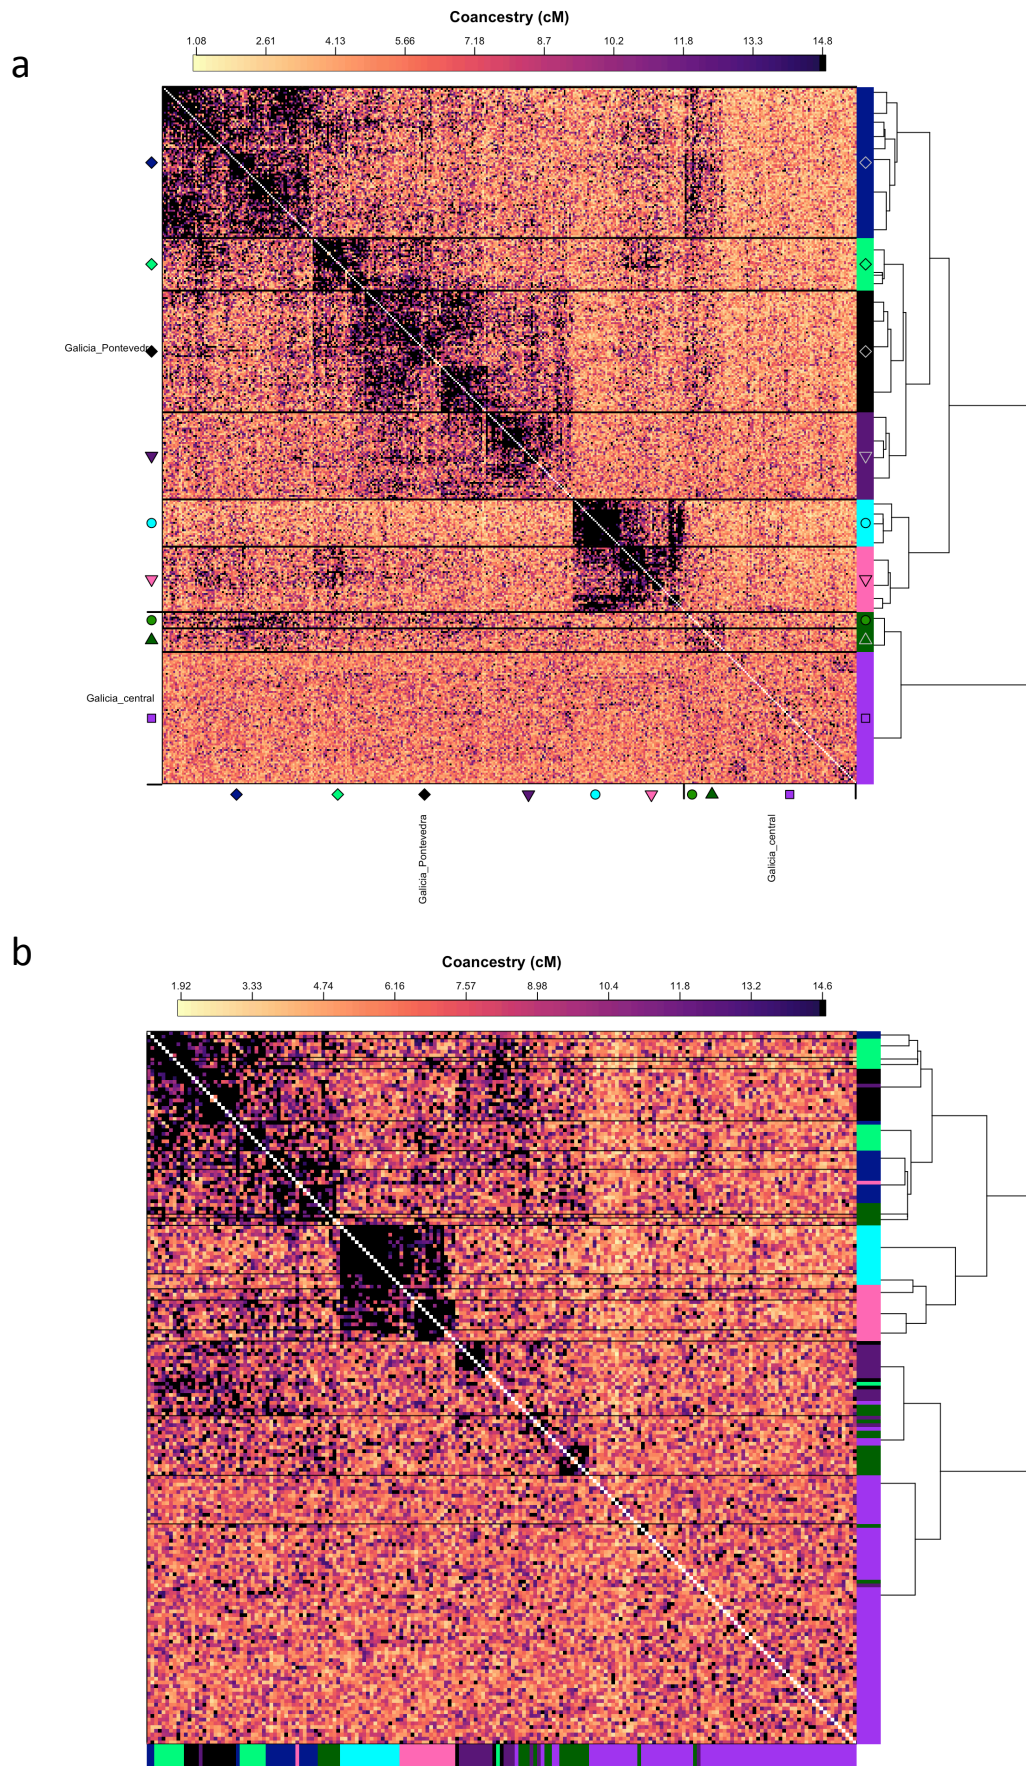 Coancestry (cM)
a
1.08 2.61 4.13 5.66 7.18 8.7 10.2 11.8 13.3 14.8
Galicia_Pontevedra
Galicia_central
Galicia_Pontevedra
Galicia_central
b
Coancestry (cM)
1.92 3.33 4.74 6.16 7.57 8.98 10.4 11.8 13.2 14.6